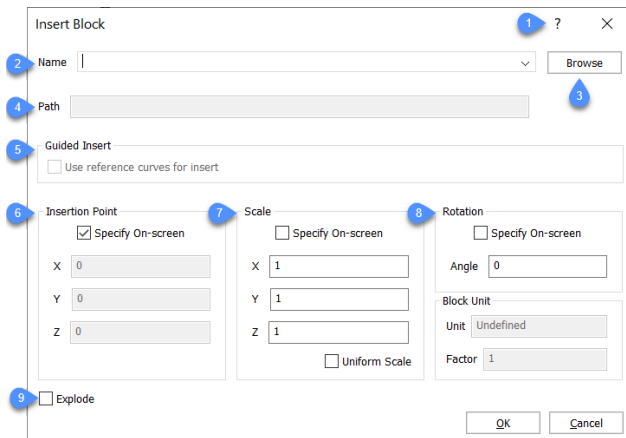 Insert Block 1 ?
2 Name Browse
3
4 Path
5 Guided Insert
Use reference curves for insert
6 Insertion Point 7 Scale 8 Rotation
Specify On-screen Specify On-screen Specify On-screen
X 0 X 1 Angle 0
Y 0 Y 1 Block Unit
Z 0 Z 1 Unit Undefined
Uniform Scale Factor 1
9 Explode
OK Cancel